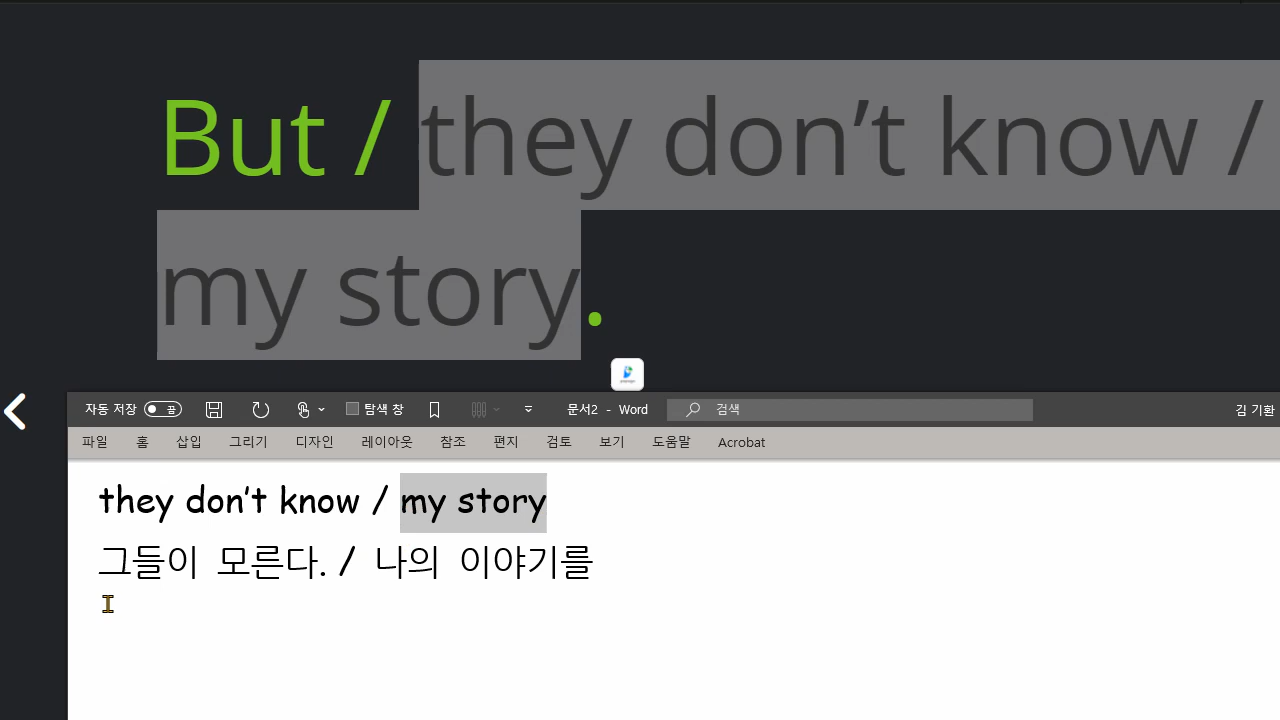 But / they don’t know /
my story.
자동 저장 끔 탐색 창 문서2 - Word 검색 김 기환
파일 홈 삽입 그리기 디자인 레이아웃 참조 편지 검토 보기 도움말 Acrobat
they don’t know / my story
그들이 모른다. / 나의 이야기를